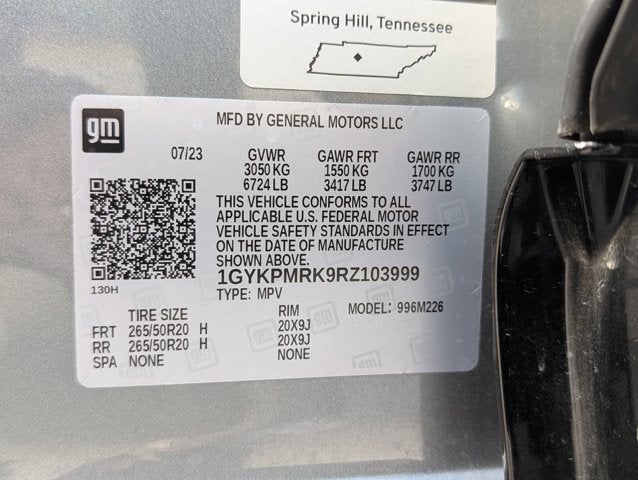 Spring Hill, Tennessee
gm
MFD BY GENERAL MOTORS LLC
07/23 GVWR GAWR FRT GAWR RR
3050 KG 1550 KG 1700 KG
6724 LB 3417 LB 3747 LB
THIS VEHICLE CONFORMS TO ALL
APPLICABLE U.S. FEDERAL MOTOR
VEHICLE SAFETY STANDARDS IN EFFECT
ON THE DATE OF MANUFACTURE
SHOWN ABOVE.
1GYKPMRK9RZ103999
130H
TYPE: MPV
TIRE SIZE RIM MODEL: 996M226
FRT 265/50R20 H 20X9J
RR 265/50R20 H 20X9J
SPA NONE NONE